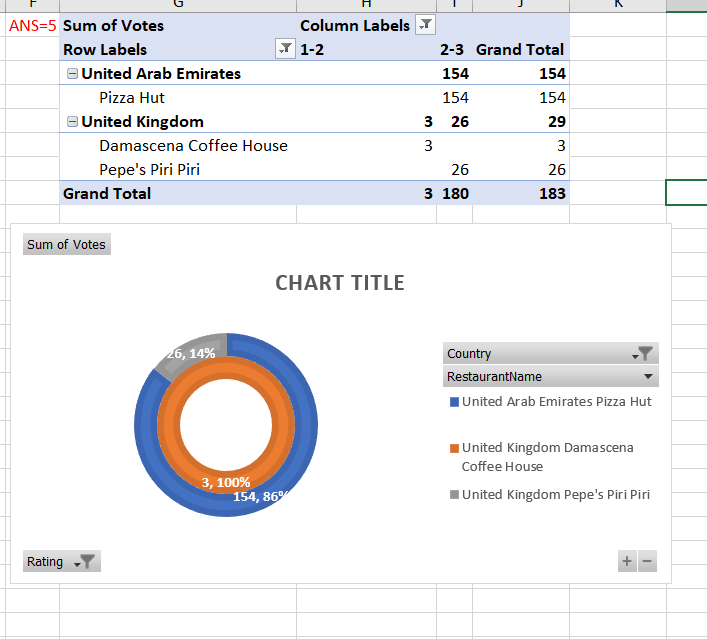 F G H I J K
ANS=5 Sum of Votes Column Labels
Row Labels 1-2 2-3 Grand Total
United Arab Emirates 154 154
Pizza Hut 154 154
United Kingdom 3 26 29
Damascena Coffee House 3 3
Pepe's Piri Piri 26 26
Grand Total 3 180 183
Sum of Votes
CHART TITLE
26, 14%
3, 100%
154, 86%
Country
RestaurantName
United Arab Emirates Pizza Hut
United Kingdom Damascena
Coffee House
United Kingdom Pepe's Piri Piri
Rating
+ −